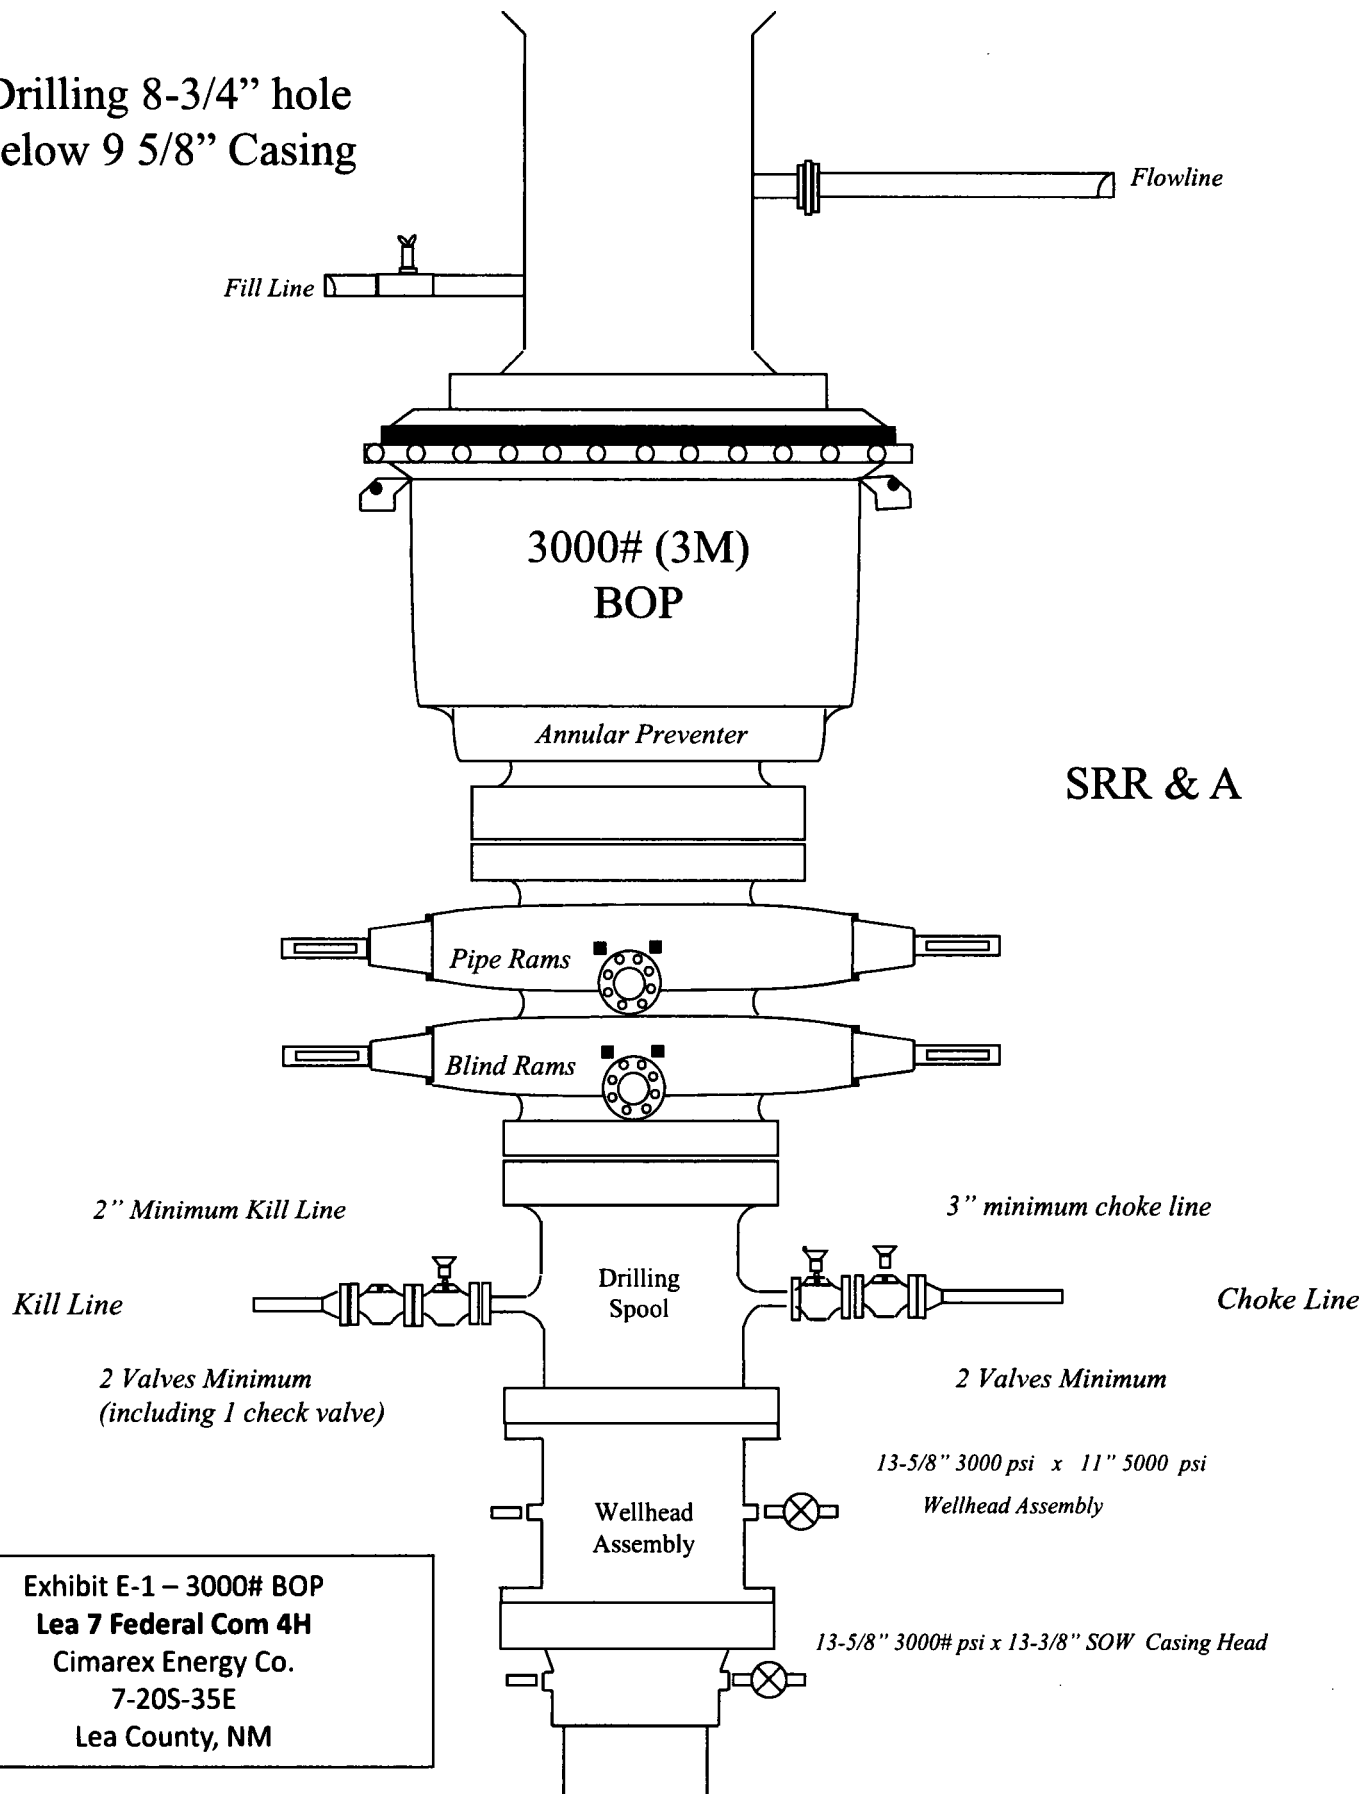 Drilling 8-3/4” hole
elow 9 5/8” Casing
Flowline
Fill Line
3000# (3M)
BOP
Annular Preventer
SRR & A
Pipe Rams
Blind Rams
2” Minimum Kill Line
3” minimum choke line
Drilling
Spool
Kill Line
Choke Line
2 Valves Minimum
(including 1 check valve)
2 Valves Minimum
13-5/8” 3000 psi x 11” 5000 psi
Wellhead Assembly
Wellhead
Assembly
Exhibit E-1 – 3000# BOP
Lea 7 Federal Com 4H
Cimarex Energy Co.
7-20S-35E
Lea County, NM
13-5/8” 3000# psi x 13-3/8” SOW Casing Head